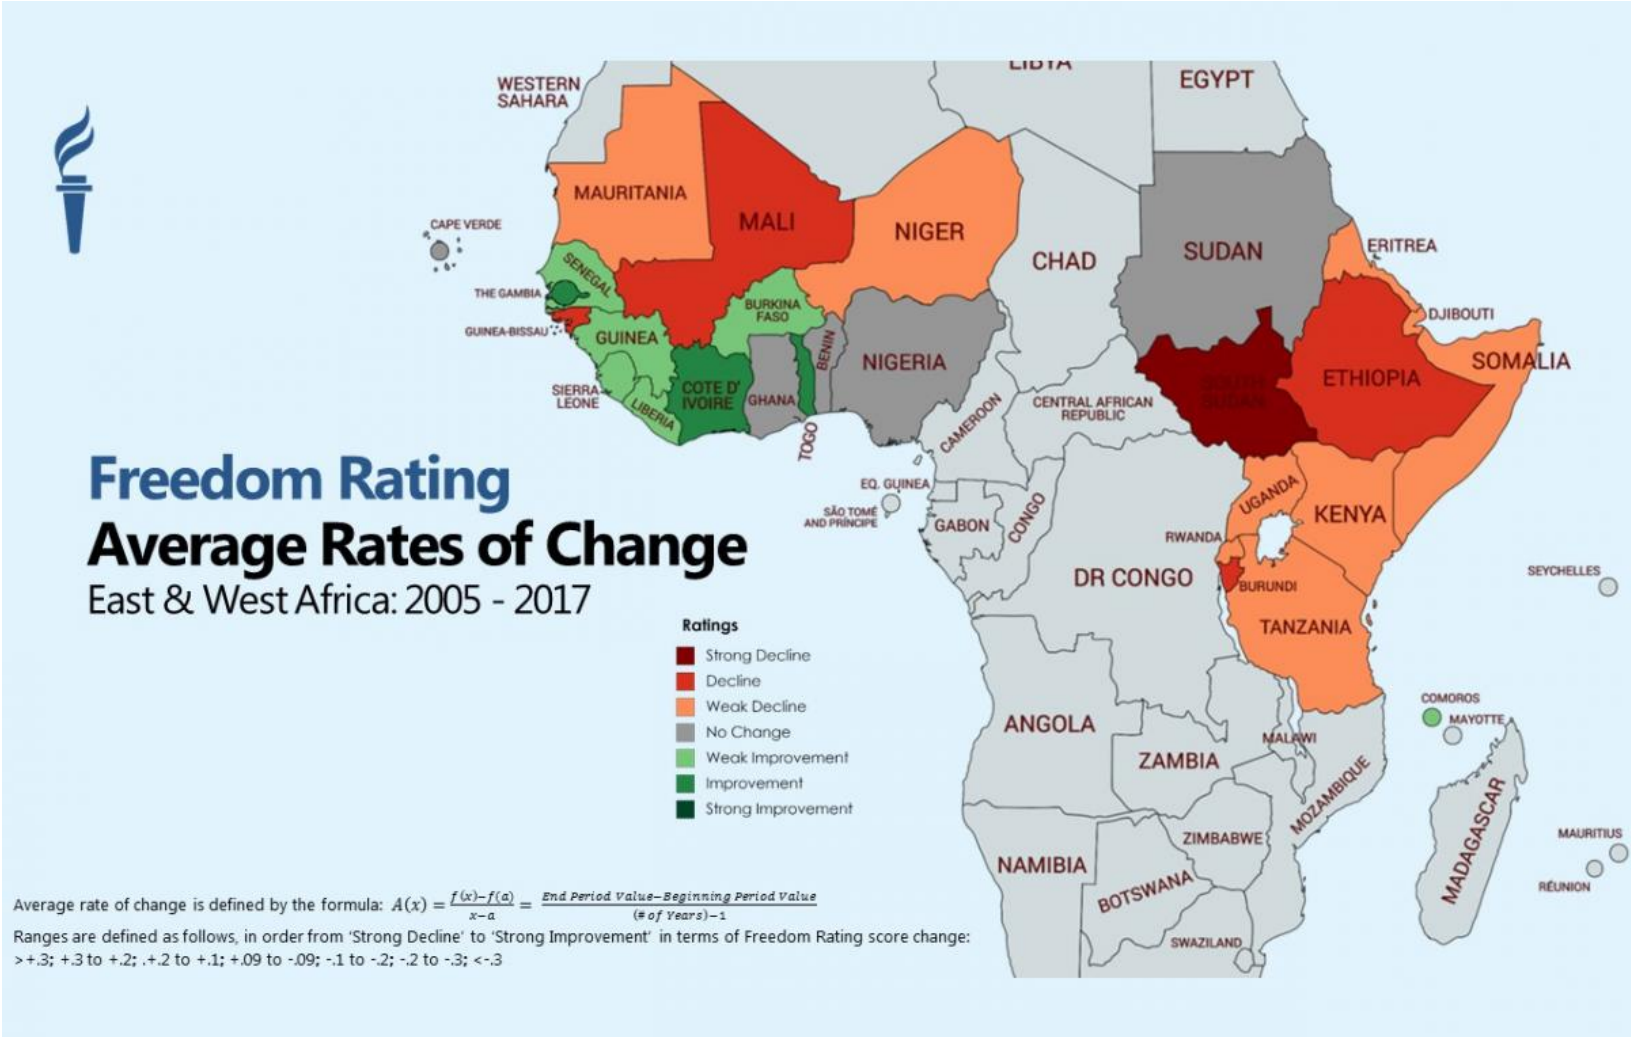 LIBYA
EGYPT
WESTERN
SAHARA
MAURITANIA
MALI
NIGER
CHAD
SUDAN
ERITREA
CAPE VERDE
SENEGAL
THE GAMBIA
GUINEA-BISSAU
GUINEA
BURKINA
FASO
BENIN
NIGERIA
DJIBOUTI
SOMALIA
ETHIOPIA
SOUTH
SUDAN
SIERRA
LEONE
LIBERIA
COTE D'
IVOIRE
GHANA
TOGO
CAMEROON
CENTRAL AFRICAN
REPUBLIC
Freedom Rating
Average Rates of Change
East & West Africa: 2005 - 2017
EQ. GUINEA
SÃO TOMÉ
AND PRÍNCIPE
GABON
CONGO
UGANDA
KENYA
RWANDA
DR CONGO
BURUNDI
TANZANIA
SEYCHELLES
Ratings
Strong Decline
Decline
Weak Decline
No Change
Weak Improvement
Improvement
Strong Improvement
ANGOLA
ZAMBIA
MALAWI
MOZAMBIQUE
COMOROS
MAYOTTE
MADAGASCAR
MAURITIUS
RÉUNION
ZIMBABWE
NAMIBIA
BOTSWANA
SWAZILAND
Average rate of change is defined by the formula: A(x) = f(x)−f(a) / x−a = End Period Value−Beginning Period Value / (# of Years)−1
Ranges are defined as follows, in order from 'Strong Decline' to 'Strong Improvement' in terms of Freedom Rating score change:
>+.3; +.3 to +.2; .+.2 to +.1; +.09 to -.09; -.1 to -.2; -.2 to -.3; <-.3